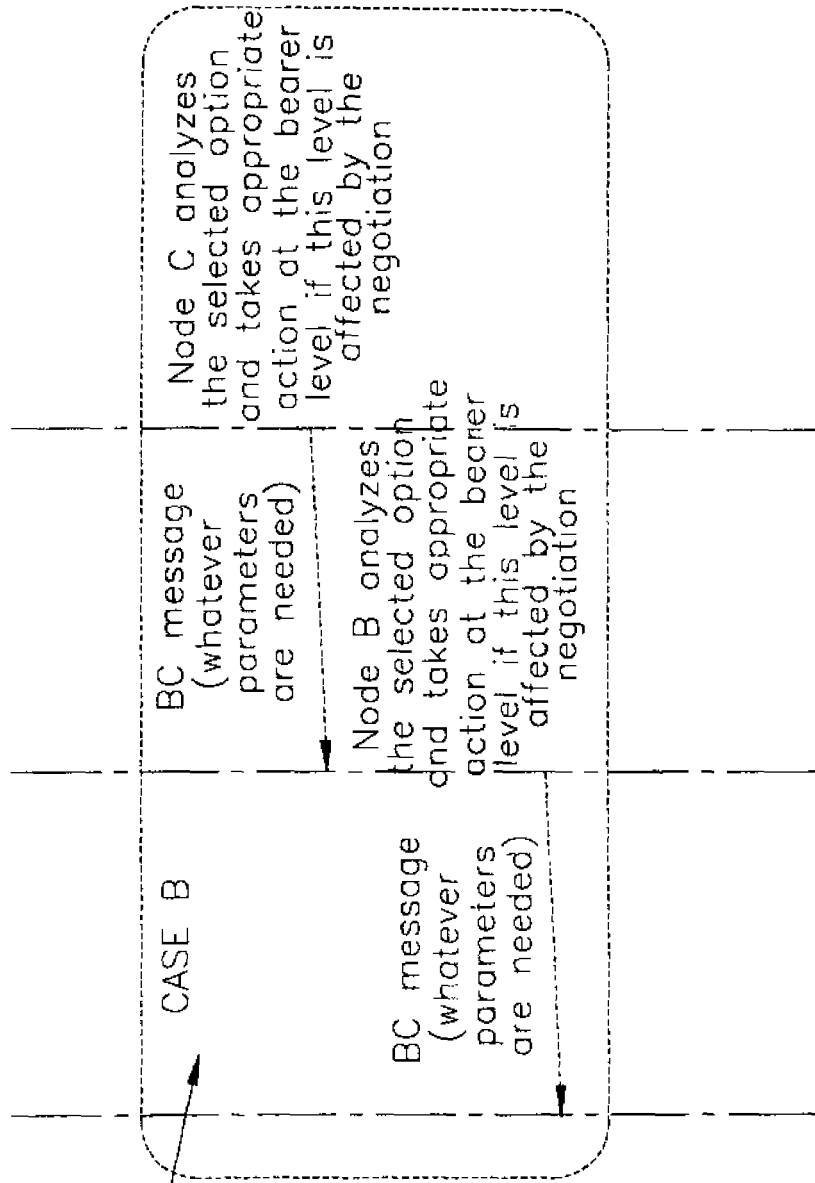 CASE B
BC message
(whatever
parameters
are needed)
Node C analyzes
the selected option
and takes appropriate
action at the bearer
level if this level is
affected by the
negotiation
BC message
(whatever
parameters
are needed)
Node B analyzes
the selected option
and takes appropriate
action at the bearer
level if this level is
affected by the
negotiation